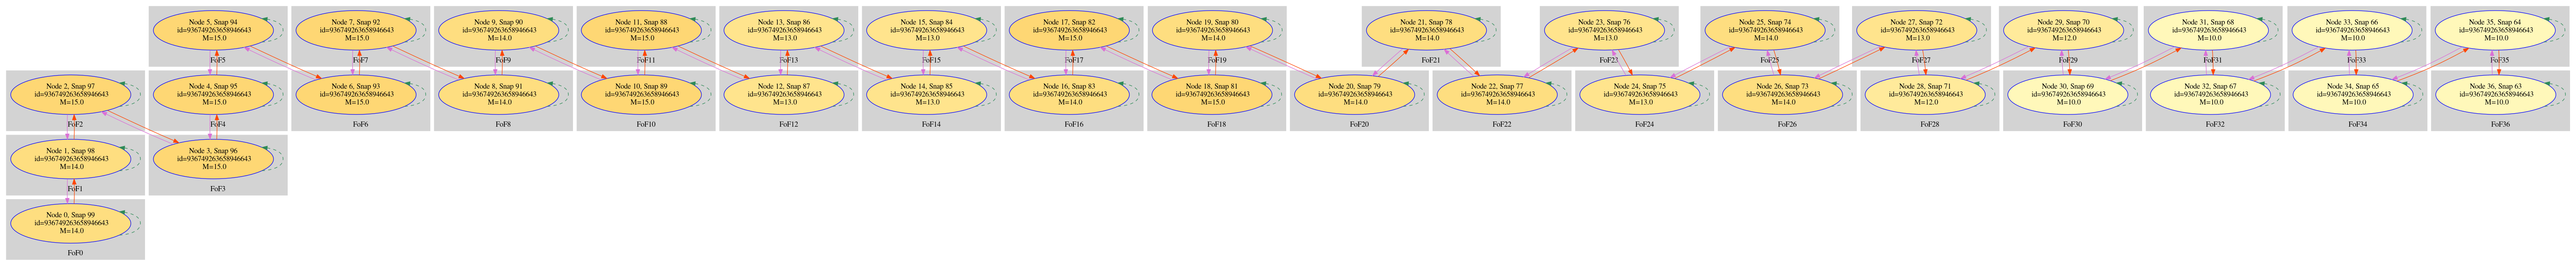 Node 5, Snap 94
id=936749263658946643
M=15.0
FoF5
Node 7, Snap 92
id=936749263658946643
M=15.0
FoF7
Node 9, Snap 90
id=936749263658946643
M=14.0
FoF9
Node 11, Snap 88
id=936749263658946643
M=15.0
FoF11
Node 13, Snap 86
id=936749263658946643
M=13.0
FoF13
Node 15, Snap 84
id=936749263658946643
M=13.0
FoF15
Node 17, Snap 82
id=936749263658946643
M=15.0
FoF17
Node 19, Snap 80
id=936749263658946643
M=14.0
FoF19
Node 21, Snap 78
id=936749263658946643
M=14.0
FoF21
Node 23, Snap 76
id=936749263658946643
M=13.0
FoF23
Node 25, Snap 74
id=936749263658946643
M=14.0
FoF25
Node 27, Snap 72
id=936749263658946643
M=13.0
FoF27
Node 29, Snap 70
id=936749263658946643
M=12.0
FoF29
Node 31, Snap 68
id=936749263658946643
M=10.0
FoF31
Node 33, Snap 66
id=936749263658946643
M=10.0
FoF33
Node 35, Snap 64
id=936749263658946643
M=10.0
FoF35
Node 2, Snap 97
id=936749263658946643
M=15.0
FoF2
Node 4, Snap 95
id=936749263658946643
M=15.0
FoF4
Node 6, Snap 93
id=936749263658946643
M=15.0
FoF6
Node 8, Snap 91
id=936749263658946643
M=14.0
FoF8
Node 10, Snap 89
id=936749263658946643
M=15.0
FoF10
Node 12, Snap 87
id=936749263658946643
M=13.0
FoF12
Node 14, Snap 85
id=936749263658946643
M=13.0
FoF14
Node 16, Snap 83
id=936749263658946643
M=14.0
FoF16
Node 18, Snap 81
id=936749263658946643
M=15.0
FoF18
Node 20, Snap 79
id=936749263658946643
M=14.0
FoF20
Node 22, Snap 77
id=936749263658946643
M=14.0
FoF22
Node 24, Snap 75
id=936749263658946643
M=13.0
FoF24
Node 26, Snap 73
id=936749263658946643
M=14.0
FoF26
Node 28, Snap 71
id=936749263658946643
M=12.0
FoF28
Node 30, Snap 69
id=936749263658946643
M=10.0
FoF30
Node 32, Snap 67
id=936749263658946643
M=10.0
FoF32
Node 34, Snap 65
id=936749263658946643
M=10.0
FoF34
Node 36, Snap 63
id=936749263658946643
M=10.0
FoF36
Node 1, Snap 98
id=936749263658946643
M=14.0
FoF1
Node 3, Snap 96
id=936749263658946643
M=15.0
FoF3
Node 0, Snap 99
id=936749263658946643
M=14.0
FoF0